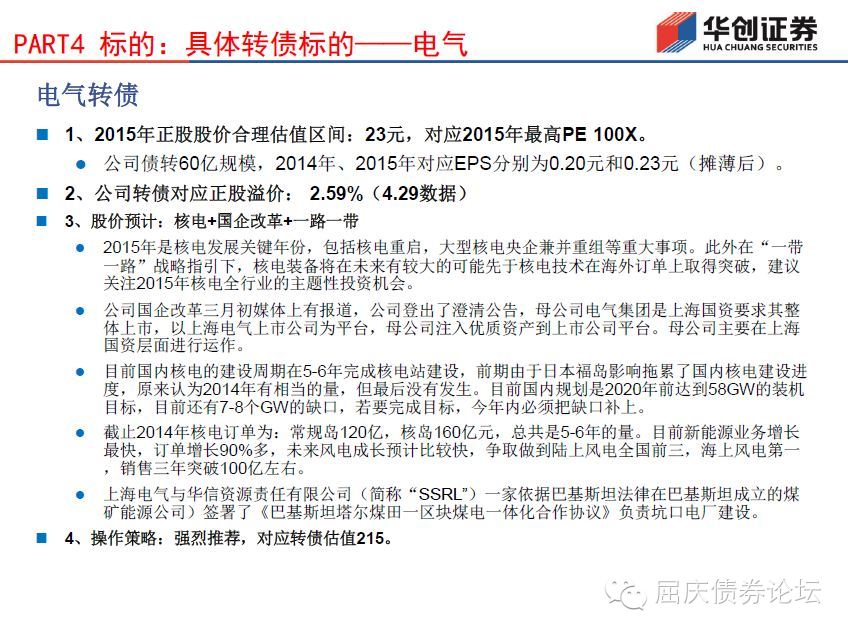 PART4 标的：具体转债标的——电气
华创证券
HUA CHUANG SECURITIES
电气转债
1、2015年正股股价合理估值区间：23元，对应2015年最高PE 100X。
公司债转60亿规模，2014年、2015年对应EPS分别为0.20元和0.23元（摊薄后）。
2、公司转债对应正股溢价： 2.59%（4.29数据）
3、股价预计：核电+国企改革+一路一带
2015年是核电发展关键年份，包括核电重启，大型核电央企兼并重组等重大事项。此外在“一带
一路”战略指引下，核电装备将在未来有较大的可能先于核电技术在海外订单上取得突破，建议
关注2015年核电全行业的主题性投资机会。
公司国企改革三月初媒体上有报道，公司登出了澄清公告，母公司电气集团是上海国资要求其整
体上市，以上海电气上市公司为平台，母公司注入优质资产到上市公司平台。母公司主要在上海
国资层面进行运作。
目前国内核电的建设周期在5-6年完成核电站建设，前期由于日本福岛影响拖累了国内核电建设进
度，原来认为2014年有相当的量，但最后没有发生。目前国内规划是2020年前达到58GW的装机
目标，目前还有7-8个GW的缺口，若要完成目标，今年内必须把缺口补上。
截止2014年核电订单为：常规岛120亿，核岛160亿元，总共是5-6年的量。目前新能源业务增长
最快，订单增长90%多，未来风电成长预计比较快，争取做到陆上风电全国前三，海上风电第一
，销售三年突破100亿左右。
上海电气与华信资源责任有限公司（简称“SSRL”）一家依据巴基斯坦法律在巴基斯坦成立的煤
矿能源公司）签署了《巴基斯坦塔尔煤田一区块煤电一体化合作协议》负责坑口电厂建设。
4、操作策略：强烈推荐，对应转债估值215。
屈庆债券论坛